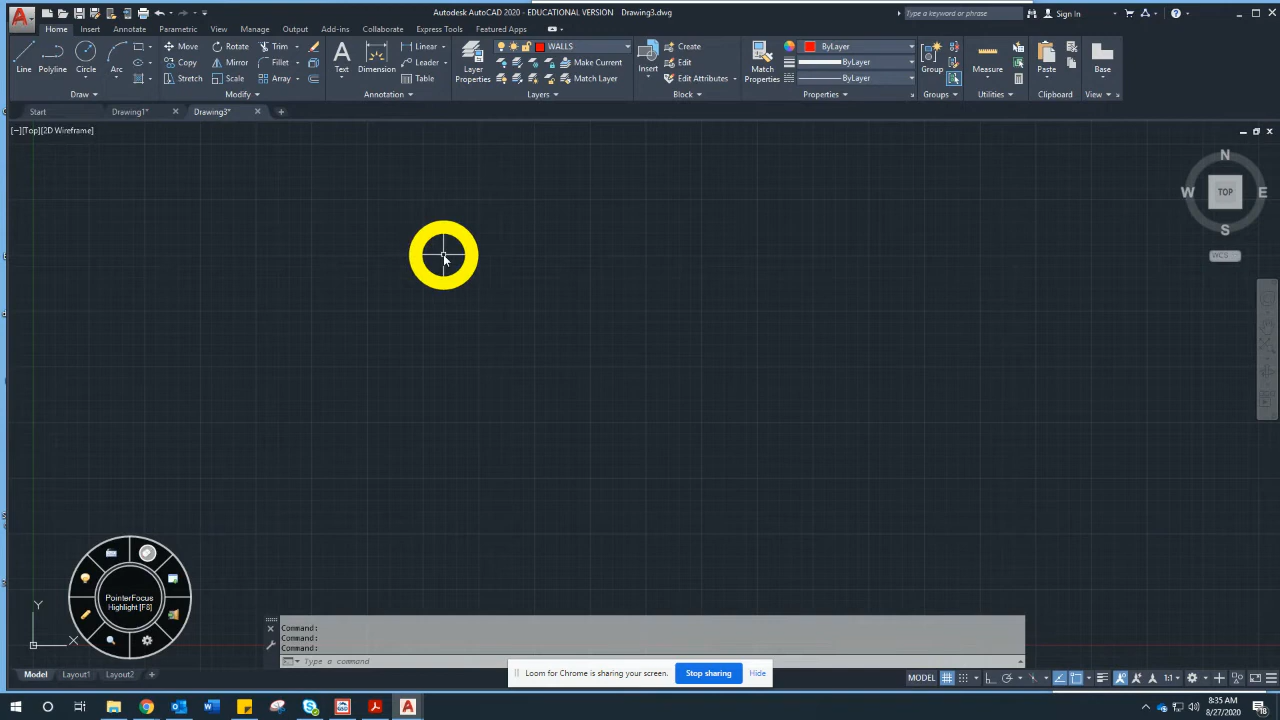 Autodesk AutoCAD 2020 - EDUCATIONAL VERSION Drawing3.dwg
Type a keyword or phrase
Sign In
Home Insert Annotate Parametric View Manage Output Add-ins Collaborate Express Tools Featured Apps
Line Polyline Circle Arc
Move Rotate Trim
Copy Mirror Fillet
Stretch Scale Array
Text Dimension
Linear
Leader
Table
Layer Properties
WALLS
Make Current
Match Layer
Insert
Create
Edit
Edit Attributes
Match Properties
ByLayer
ByLayer
ByLayer
Group
Measure
Paste
Base
Draw Modify Annotation Layers Block Properties Groups Utilities Clipboard View
Start Drawing1* Drawing3*
[−][Top][2D Wireframe]
N
W TOP E
S
WCS
PointerFocus
Highlight [F8]
Y
X
Command:
Command:
Command:
Type a command
Loom for Chrome is sharing your screen. Stop sharing Hide
Model Layout1 Layout2
MODEL
1:1
8:35 AM
8/27/2020